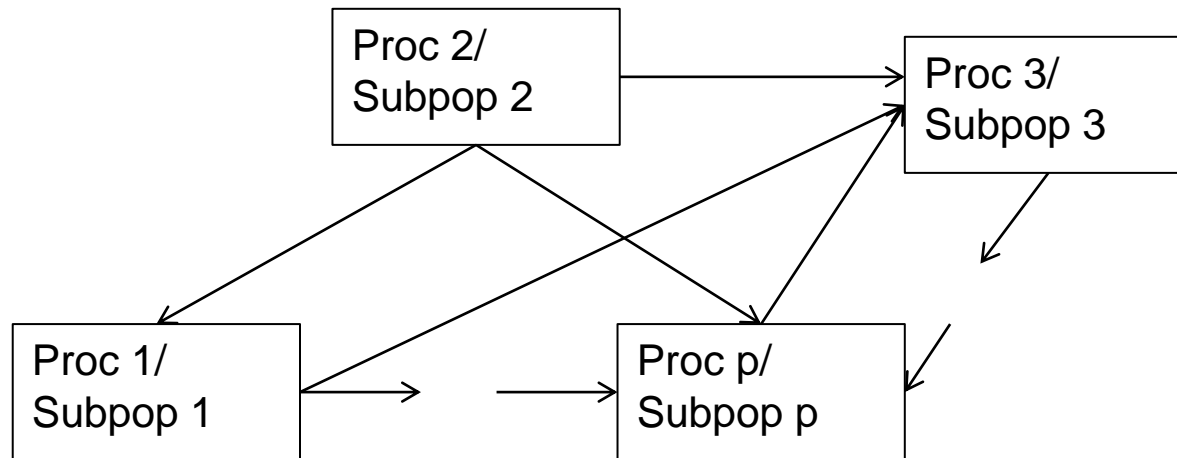 Proc 2/
Subpop 2
Proc 3/
Subpop 3
Proc 1/
Subpop 1
Proc p/
Subpop p